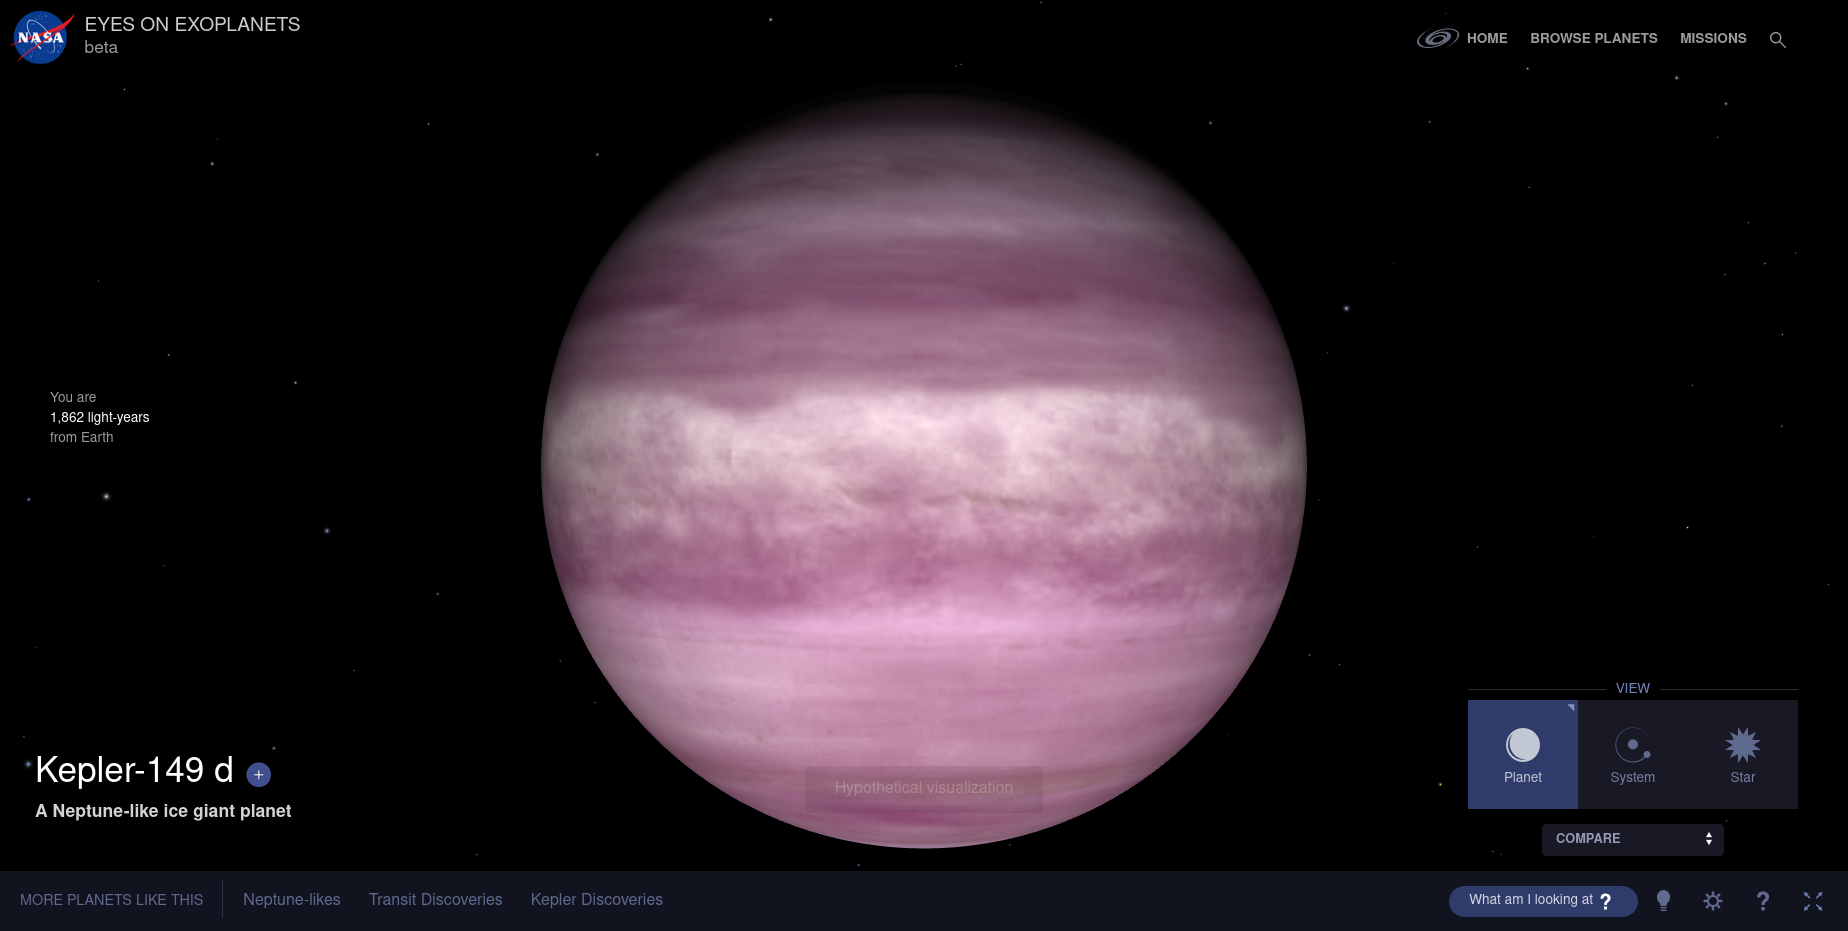 NASA
EYES ON EXOPLANETS
beta
HOME
BROWSE PLANETS
MISSIONS
You are
1,862 light-years
from Earth
Kepler-149 d +
A Neptune-like ice giant planet
Hypothetical visualization
VIEW
Planet
System
Star
COMPARE
MORE PLANETS LIKE THIS
Neptune-likes
Transit Discoveries
Kepler Discoveries
What am I looking at ?
?